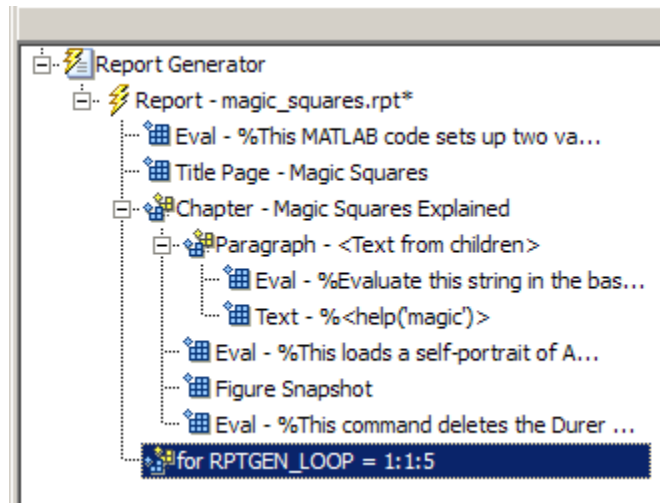 Report Generator
Report - magic_squares.rpt*
Eval - %This MATLAB code sets up two va...
Title Page - Magic Squares
Chapter - Magic Squares Explained
Paragraph - <Text from children>
Eval - %Evaluate this string in the bas...
Text - %<help('magic')>
Eval - %This loads a self-portrait of A...
Figure Snapshot
Eval - %This command deletes the Durer ...
for RPTGEN_LOOP = 1:1:5